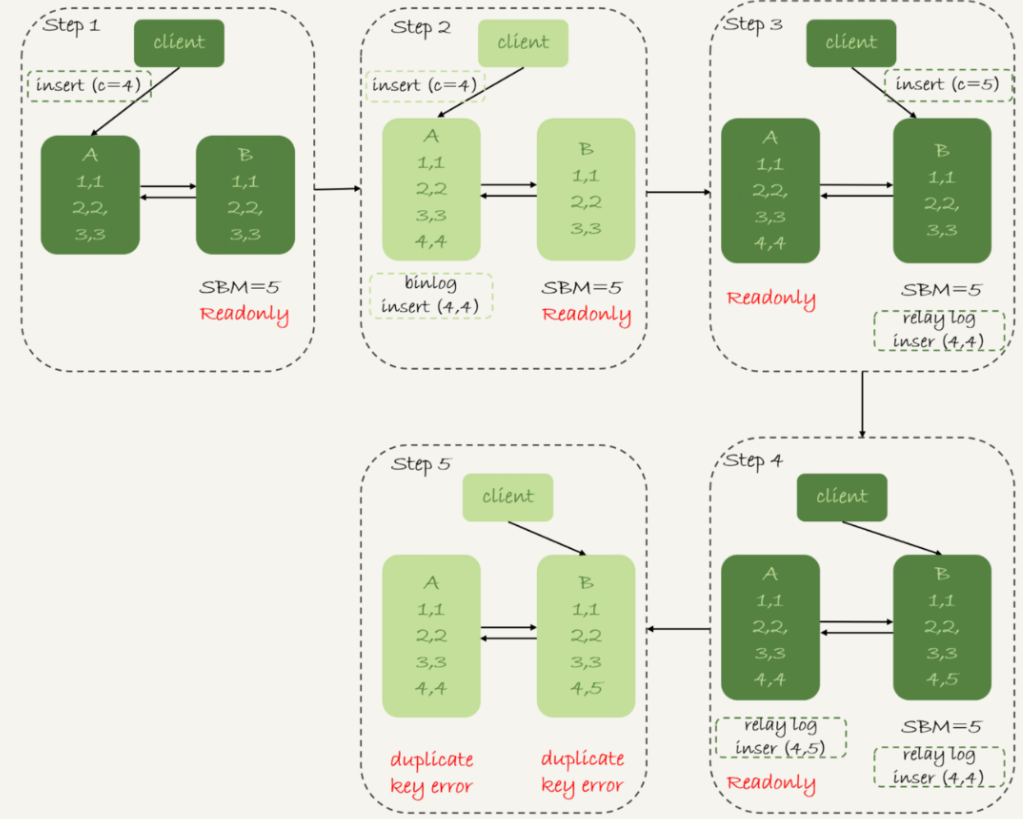 Step 1
client
insert (c=4)
A
1,1
2,2,
3,3
B
1,1
2,2,
3,3
SBM=5
Readonly
Step 2
client
insert (c=4)
A
1,1
2,2
3,3
4,4
binlog
insert (4,4)
B
1,1
2,2
3,3
SBM=5
Readonly
Step 3
client
insert (c=5)
A
1,1
2,2,
3,3
4,4
Readonly
B
1,1
2,2,
3,3
SBM=5
relay log
inser (4,4)
Step 4
client
A
1,1
2,2,
3,3
4,4
relay log
inser (4,5)
Readonly
B
1,1
2,2,
3,3
4,5
SBM=5
relay log
inser (4,4)
Step 5
client
A
1,1
2,2
3,3
4,4
duplicate
key error
B
1,1
2,2
3,3
4,5
duplicate
key error